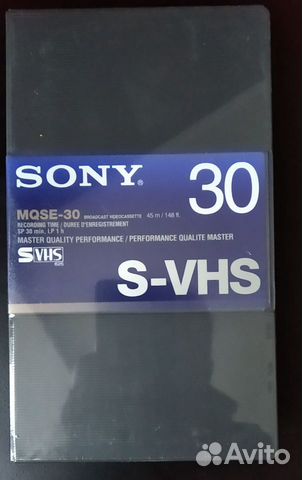 SONY®
30
MQSE-30 BROADCAST VIDEOCASSETTE 45 m / 148 ft.
RECORDING TIME / DUREE D'ENREGISTREMENT
SP 30 min, LP 1 h
MASTER QUALITY PERFORMANCE / PERFORMANCE QUALITE MASTER
S VHS
S-VHS
Avito